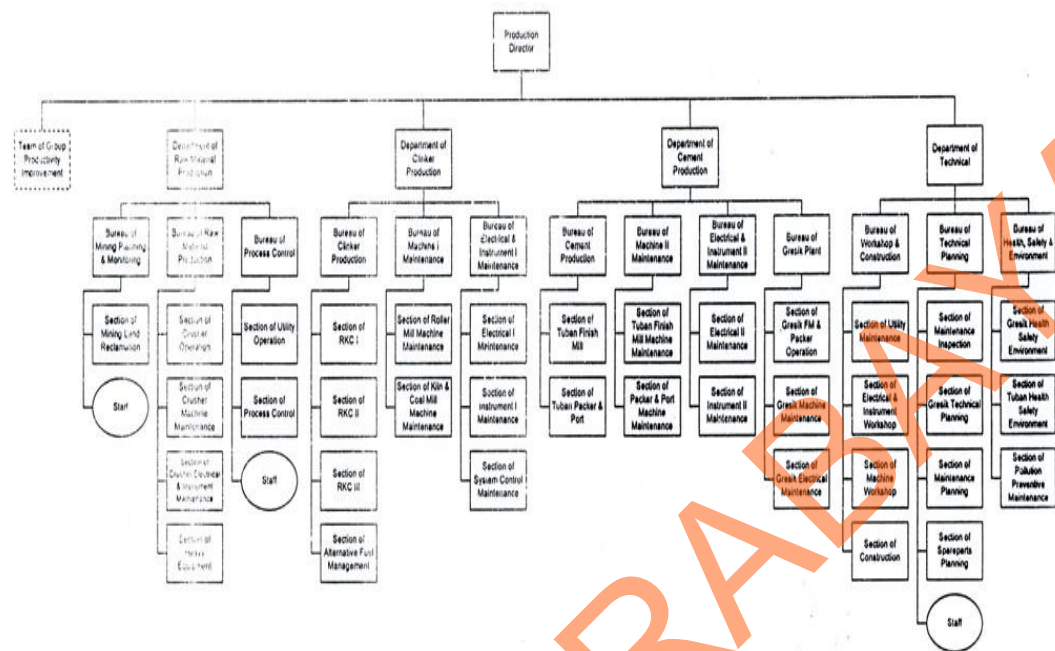 Production
Director
Team of Group
Productivity
Improvement
Department of
Raw Material
Production
Department of
Clinker
Production
Department of
Cement
Production
Department of
Technical
Bureau of
Mining Planning
& Monitoring
Bureau of Raw
Material
Production
Bureau of
Process Control
Bureau of
Clinker
Production
Bureau of
Machine I
Maintenance
Bureau of
Electrical &
Instrument I
Maintenance
Bureau of
Cement
Production
Bureau of
Machine II
Maintenance
Bureau of
Electrical &
Instrument II
Maintenance
Bureau of
Gresik Plant
Bureau of
Workshop &
Construction
Bureau of
Technical
Planning
Bureau of
Health, Safety &
Environment
Section of
Mining Land
Reclamation
Section of
Crusher
Operation
Section of Utility
Operation
Section of
RKC I
Section of Roller
Mill Machine
Maintenance
Section of
Electrical I
Maintenance
Section of
Tuban Finish
Mill
Section of
Tuban Finish
Mill Machine
Maintenance
Section of
Electrical II
Maintenance
Section of
Gresik FM &
Packer
Operation
Section of Utility
Maintenance
Section of
Maintenance
Inspection
Section of
Gresik Health
Safety
Environment
Staff
Section of
Crusher
Machine
Maintenance
Section of
Process Control
Section of
RKC II
Section of Kiln &
Coal Mill
Machine
Maintenance
Section of
Instrument I
Maintenance
Section of
Tuban Packer &
Port
Section of
Packer & Port
Machine
Maintenance
Section of
Instrument II
Maintenance
Section of
Gresik Machine
Maintenance
Section of
Electrical &
Instrument
Workshop
Section of
Gresik Technical
Planning
Section of
Tuban Health
Safety
Environment
Section of
Crusher Electrical
& Instrument
Maintenance
Staff
Section of
RKC III
Section of
System Control
Maintenance
Section of
Gresik Electrical
Maintenance
Section of
Machine
Workshop
Section of
Maintenance
Planning
Section of
Pollution
Preventive
Maintenance
Section of
Heavy
Equipment
Section of
Alternative Fuel
Management
Section of
Construction
Section of
Spareparts
Planning
Staff
RABAYA